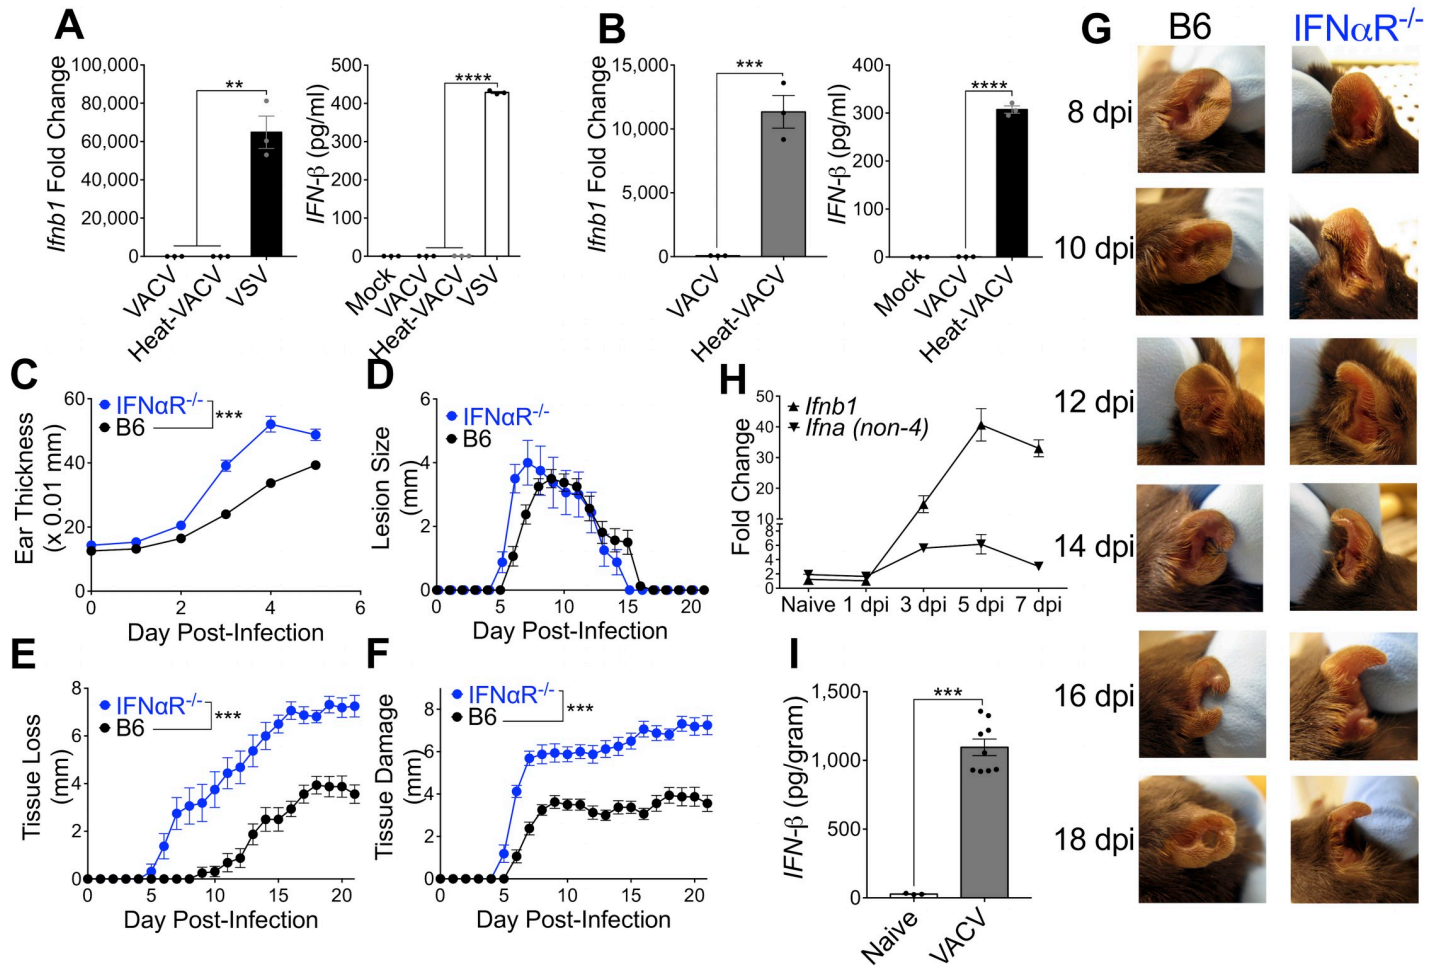 A
Ifnb1 Fold Change
100,000
80,000
60,000
40,000
20,000
0
**
VACV
Heat-VACV
VSV
IFN-β (pg/ml)
500
400
300
200
100
0
****
Mock
VACV
Heat-VACV
VSV
B
Ifnb1 Fold Change
15,000
10,000
5,000
0
***
VACV
Heat-VACV
IFN-β (pg/ml)
400
300
200
100
0
****
Mock
VACV
Heat-VACV
C
Ear Thickness
(x 0.01 mm)
60
40
20
0
IFNαR-/-
B6
***
0 2 4 6
Day Post-Infection
D
Lesion Size
(mm)
6
4
2
0
IFNαR-/-
B6
0 5 10 15 20
Day Post-Infection
E
Tissue Loss
(mm)
8
6
4
2
0
IFNαR-/-
B6
***
0 5 10 15 20
Day Post-Infection
F
Tissue Damage
(mm)
8
6
4
2
0
IFNαR-/-
B6
***
0 5 10 15 20
Day Post-Infection
G
B6 IFNαR-/-
8 dpi
10 dpi
12 dpi
14 dpi
16 dpi
18 dpi
H
Fold Change
50
40
30
20
10
8
6
4
2
0
Ifnb1
Ifna (non-4)
Naive 1 dpi 3 dpi 5 dpi 7 dpi
I
IFN-β (pg/gram)
1,500
1,000
500
0
***
Naive
VACV